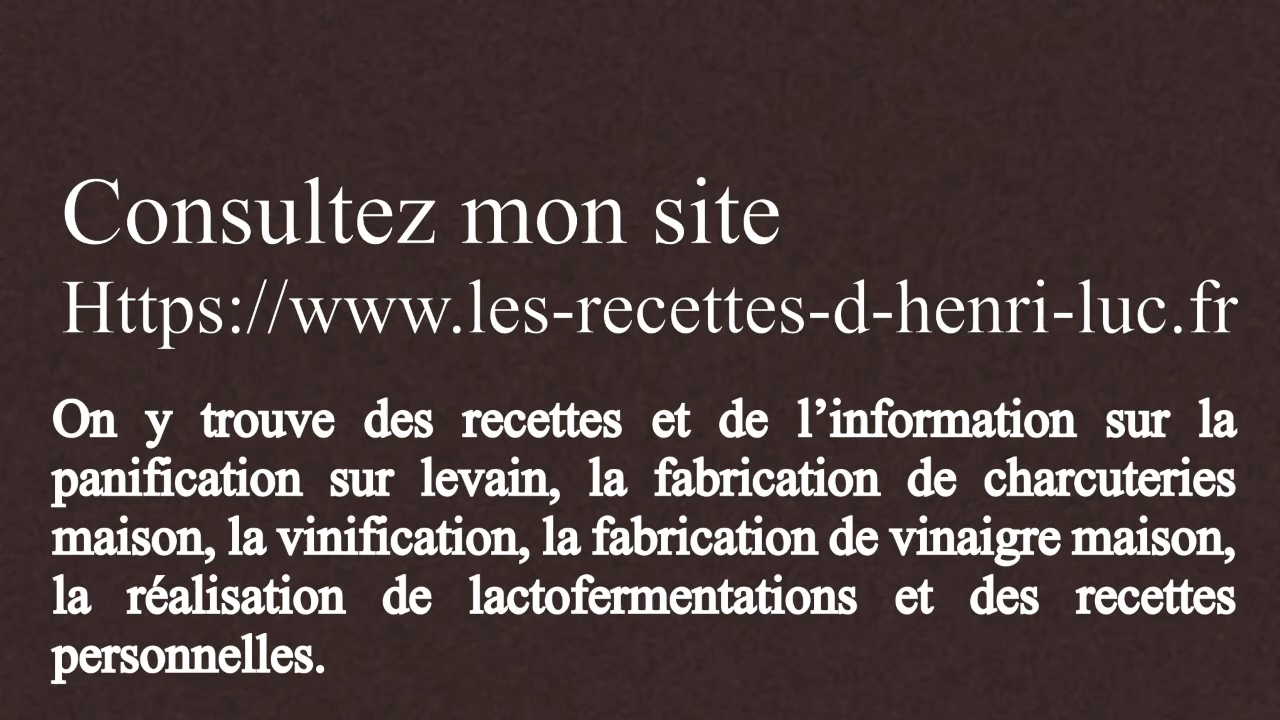 Consultez mon site
Https://www.les-recettes-d-henri-luc.fr
On y trouve des recettes et de l’information sur la
panification sur levain, la fabrication de charcuteries
maison, la vinification, la fabrication de vinaigre maison,
la réalisation de lactofermentations et des recettes
personnelles.